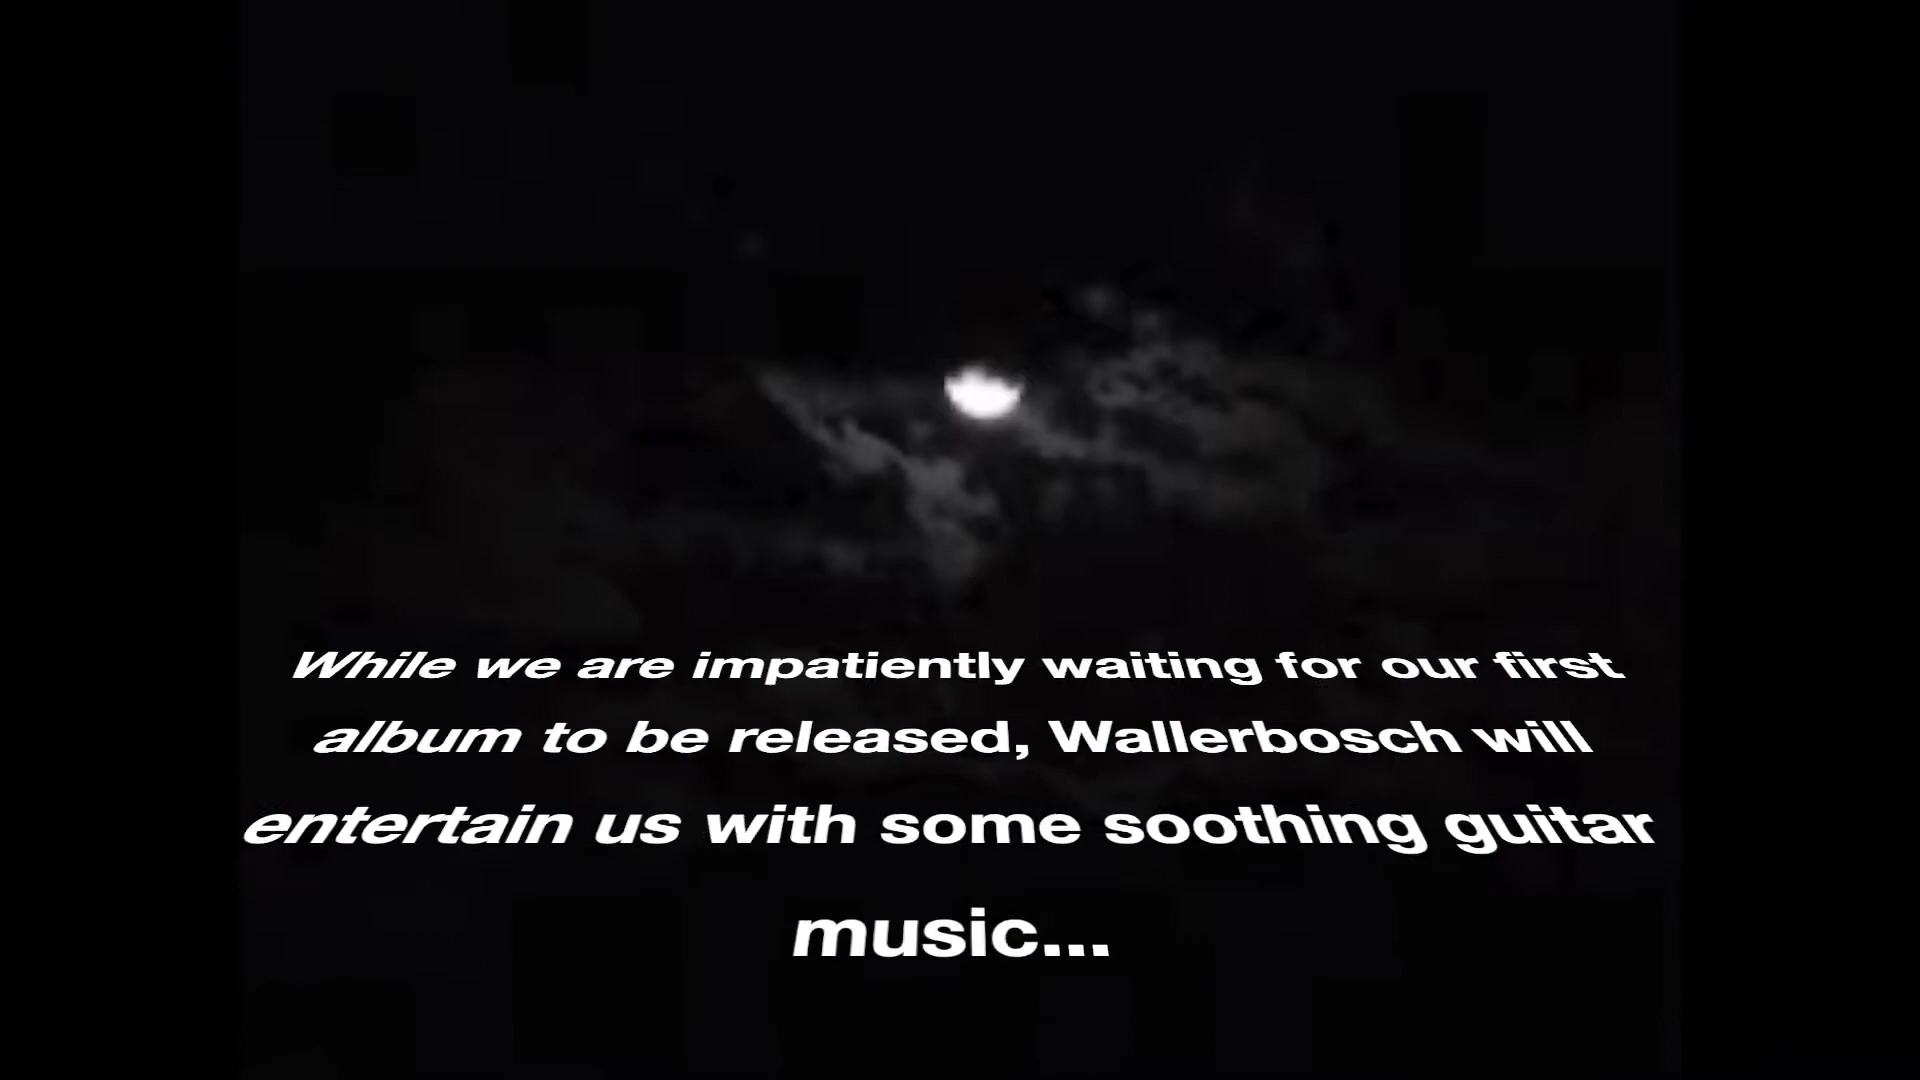 While we are impatiently waiting for our first
album to be released, Wallerbosch will
entertain us with some soothing guitar
music...